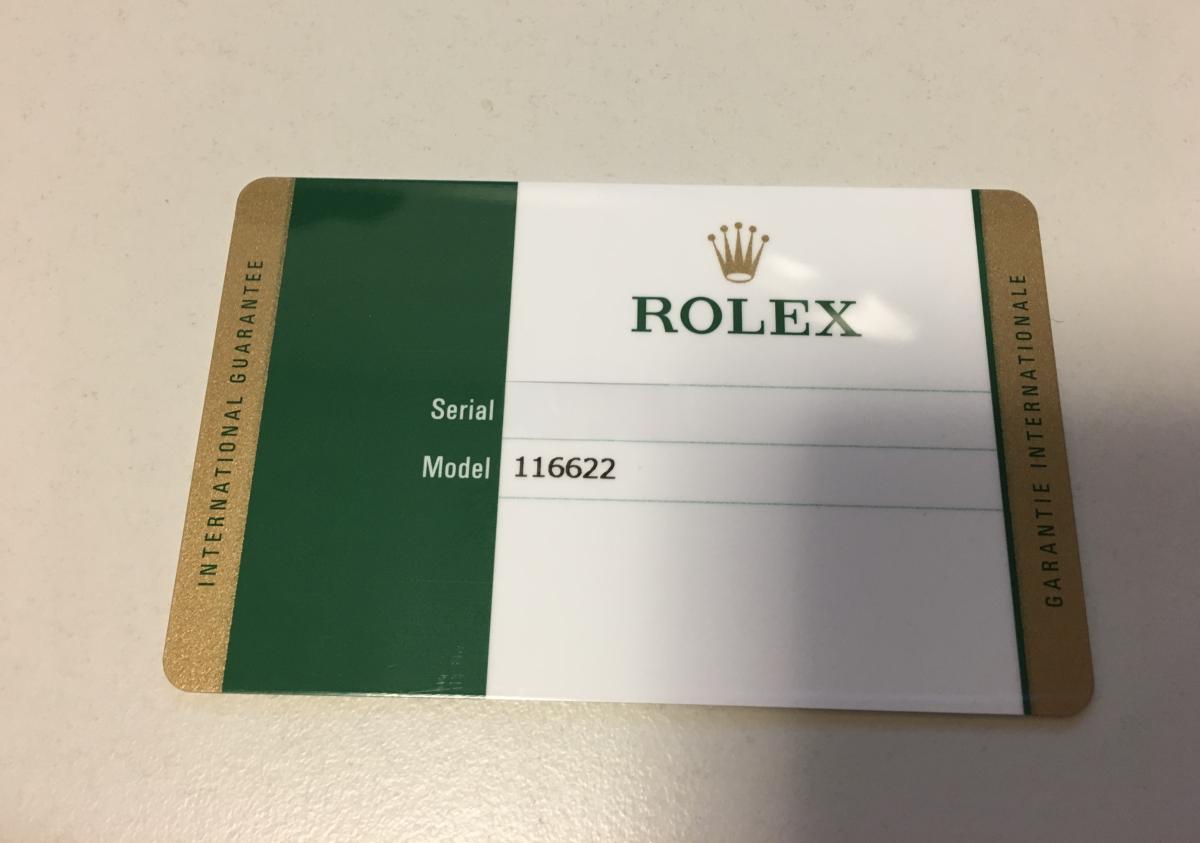 INTERNATIONAL GUARANTEE
ROLEX
Serial
Model 116622
GARANTIE INTERNATIONALE